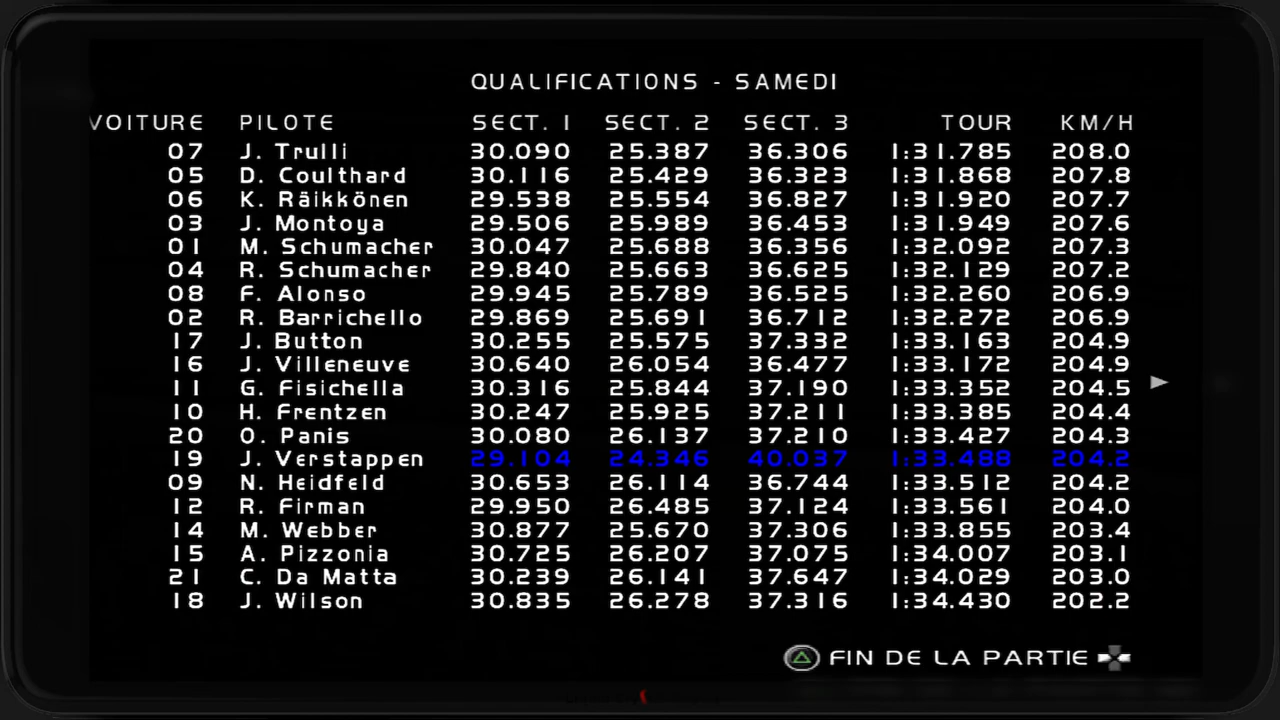 QUALIFICATIONS - SAMEDI
VOITURE PILOTE SECT. 1 SECT. 2 SECT. 3 TOUR KM/H
07 J. Trulli 30.090 25.387 36.306 1:31.785 208.0
05 D. Coulthard 30.116 25.429 36.323 1:31.868 207.8
06 K. Räikkönen 29.538 25.554 36.827 1:31.920 207.7
03 J. Montoya 29.506 25.989 36.453 1:31.949 207.6
01 M. Schumacher 30.047 25.688 36.356 1:32.092 207.3
04 R. Schumacher 29.840 25.663 36.625 1:32.129 207.2
08 F. Alonso 29.945 25.789 36.525 1:32.260 206.9
02 R. Barrichello 29.869 25.691 36.712 1:32.272 206.9
17 J. Button 30.255 25.575 37.332 1:33.163 204.9
16 J. Villeneuve 30.640 26.054 36.477 1:33.172 204.9
11 G. Fisichella 30.316 25.844 37.190 1:33.352 204.5
10 H. Frentzen 30.247 25.925 37.211 1:33.385 204.4
20 O. Panis 30.080 26.137 37.210 1:33.427 204.3
19 J. Verstappen 29.104 24.346 40.037 1:33.488 204.2
09 N. Heidfeld 30.653 26.114 36.744 1:33.512 204.2
12 R. Firman 29.950 26.485 37.124 1:33.561 204.0
14 M. Webber 30.877 25.670 37.306 1:33.855 203.4
15 A. Pizzonia 30.725 26.207 37.075 1:34.007 203.1
21 C. Da Matta 30.239 26.141 37.647 1:34.029 203.0
18 J. Wilson 30.835 26.278 37.316 1:34.430 202.2
FIN DE LA PARTIE